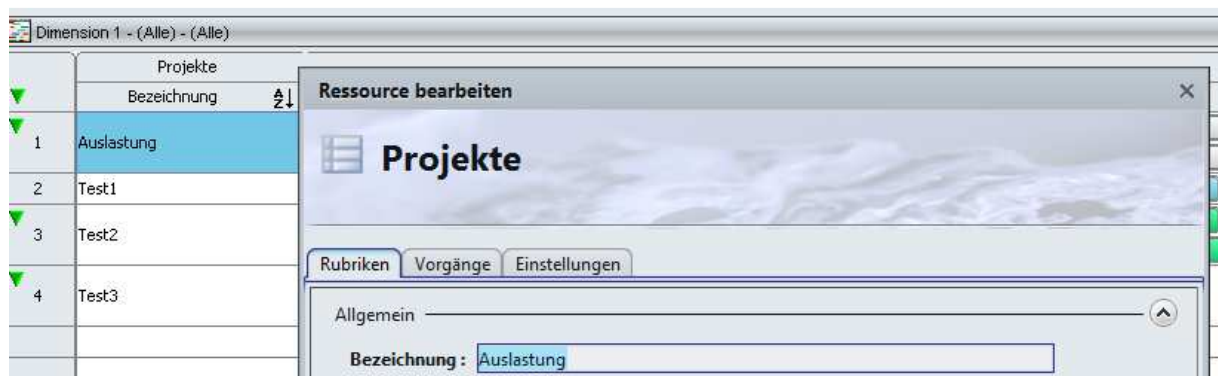 Dimension 1 - (Alle) - (Alle)
Projekte
Bezeichnung
1 Auslastung
2 Test1
3 Test2
4 Test3
Ressource bearbeiten
Projekte
Rubriken Vorgänge Einstellungen
Allgemein
Bezeichnung : Auslastung